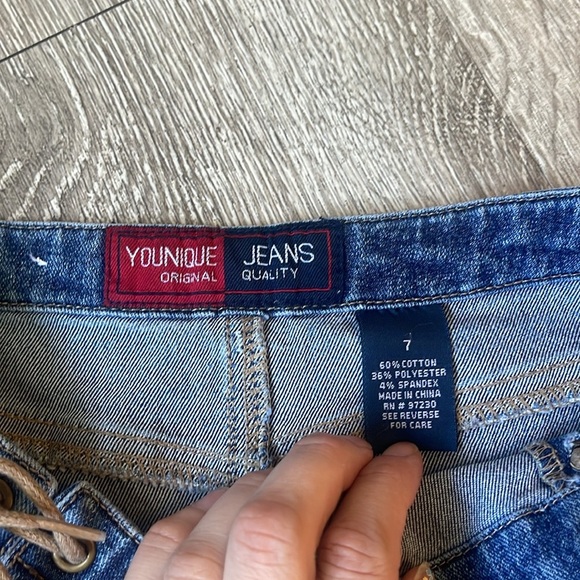 YOUNIQUE JEANS
ORIGINAL QUALITY
7
60% COTTON
36% POLYESTER
4% SPANDEX
MADE IN CHINA
RN # 97230
SEE REVERSE
FOR CARE